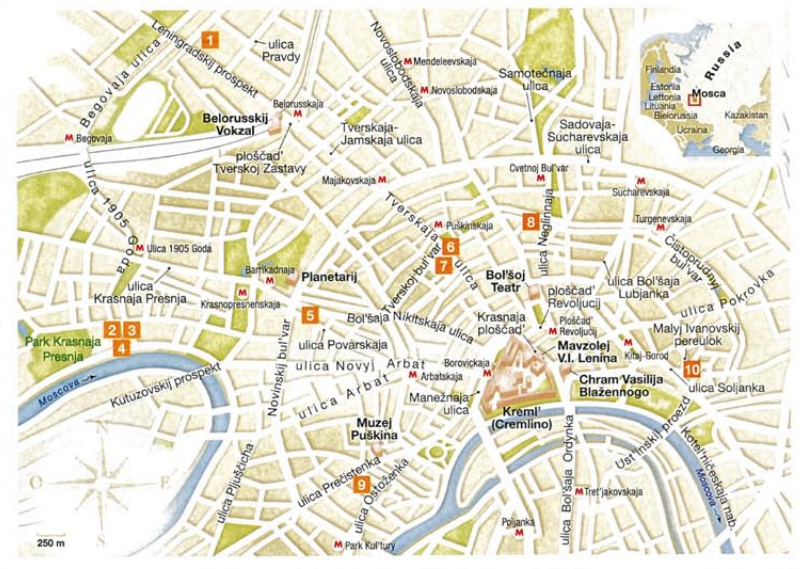 1
Leningradskij prospekt
ulica
Pravdy
Begovaja ulica
Novoslobodskaja
ulica
M Mendeleevskaja
M Novoslobodskaja
Samotečnaja
ulica
Russia
Finlandia
Estonia
Lettonia
Lituania
Bielorussia
Mosca
Ucraina
Kazakistan
Georgia
Belorusskaja
M
Belorusskij
Vokzal
M Begovaja
ploščad'
Tverskoj Zastavy
Tverskaja-
Jamskaja ulica
Sadovaja-
Sucharevskaja
ulica
Majakovskaja M
Cvetnoj Bul'var
M
M
Sucharevskaja
ulica 1905 Goda
Tverskaja ulica
M Puškinskaja
8
ulica Neglinnaja
Turgenevskaja
M
Čistoprudnyj
bul'var
M Ulica 1905 Goda
6
7
Tverskoj bul'var
ulica
Krasnaja Presnja
Barrikadnaja
M
Planetarij
M
Krasnopresnenskaja
Bol'šoj
Teatr
ploščad'
Revoljucij
ulica Bol'šaja
Lubjanka
ulica Pokrovka
5
Bol'šaja Nikitskaja ulica
Krasnaja
ploščad'
Ploščad'
M Revoljucij
Malyj Ivanovskij
pereulok
2 3
4
Park Krasnaja
Presnja
ulica Povarskaja
Mavzolej
V.I. Lenina
M
Kitaj-Gorod
10
ulica Novyj Arbat
Borovickaja
M
M Arbatskaja
ulica Soljanka
Moscova
Kutuzovskij prospekt
Novinskij bul'var
ulica Arbat
Manežnaja
ulica
Chram Vasilija
Blažennogo
Kreml'
(Cremlino)
Muzej
Puškina
ulica Pljuščicha
ulica Prečistenka
9
ulica Ostoženka
ulica Bol'šaja Ordynka
Ust'inskij proezd
Kotel'ničeskaja nab.
Moscova
O
E
M Tret'jakovskaja
Poljanka
M
M Park Kul'tury
250 m